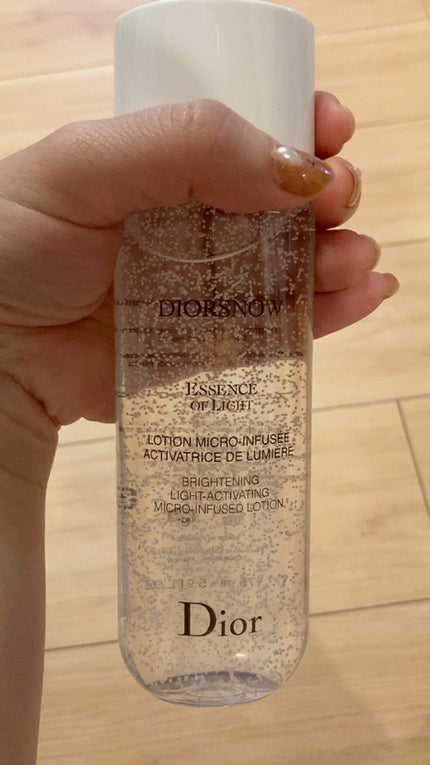 DIORSNOW
ESSENCE
OF LIGHT
LOTION MICRO-INFUSÉE
ACTIVATRICE DE LUMIÈRE
BRIGHTENING
LIGHT-ACTIVATING
MICRO-INFUSED LOTION
Dior